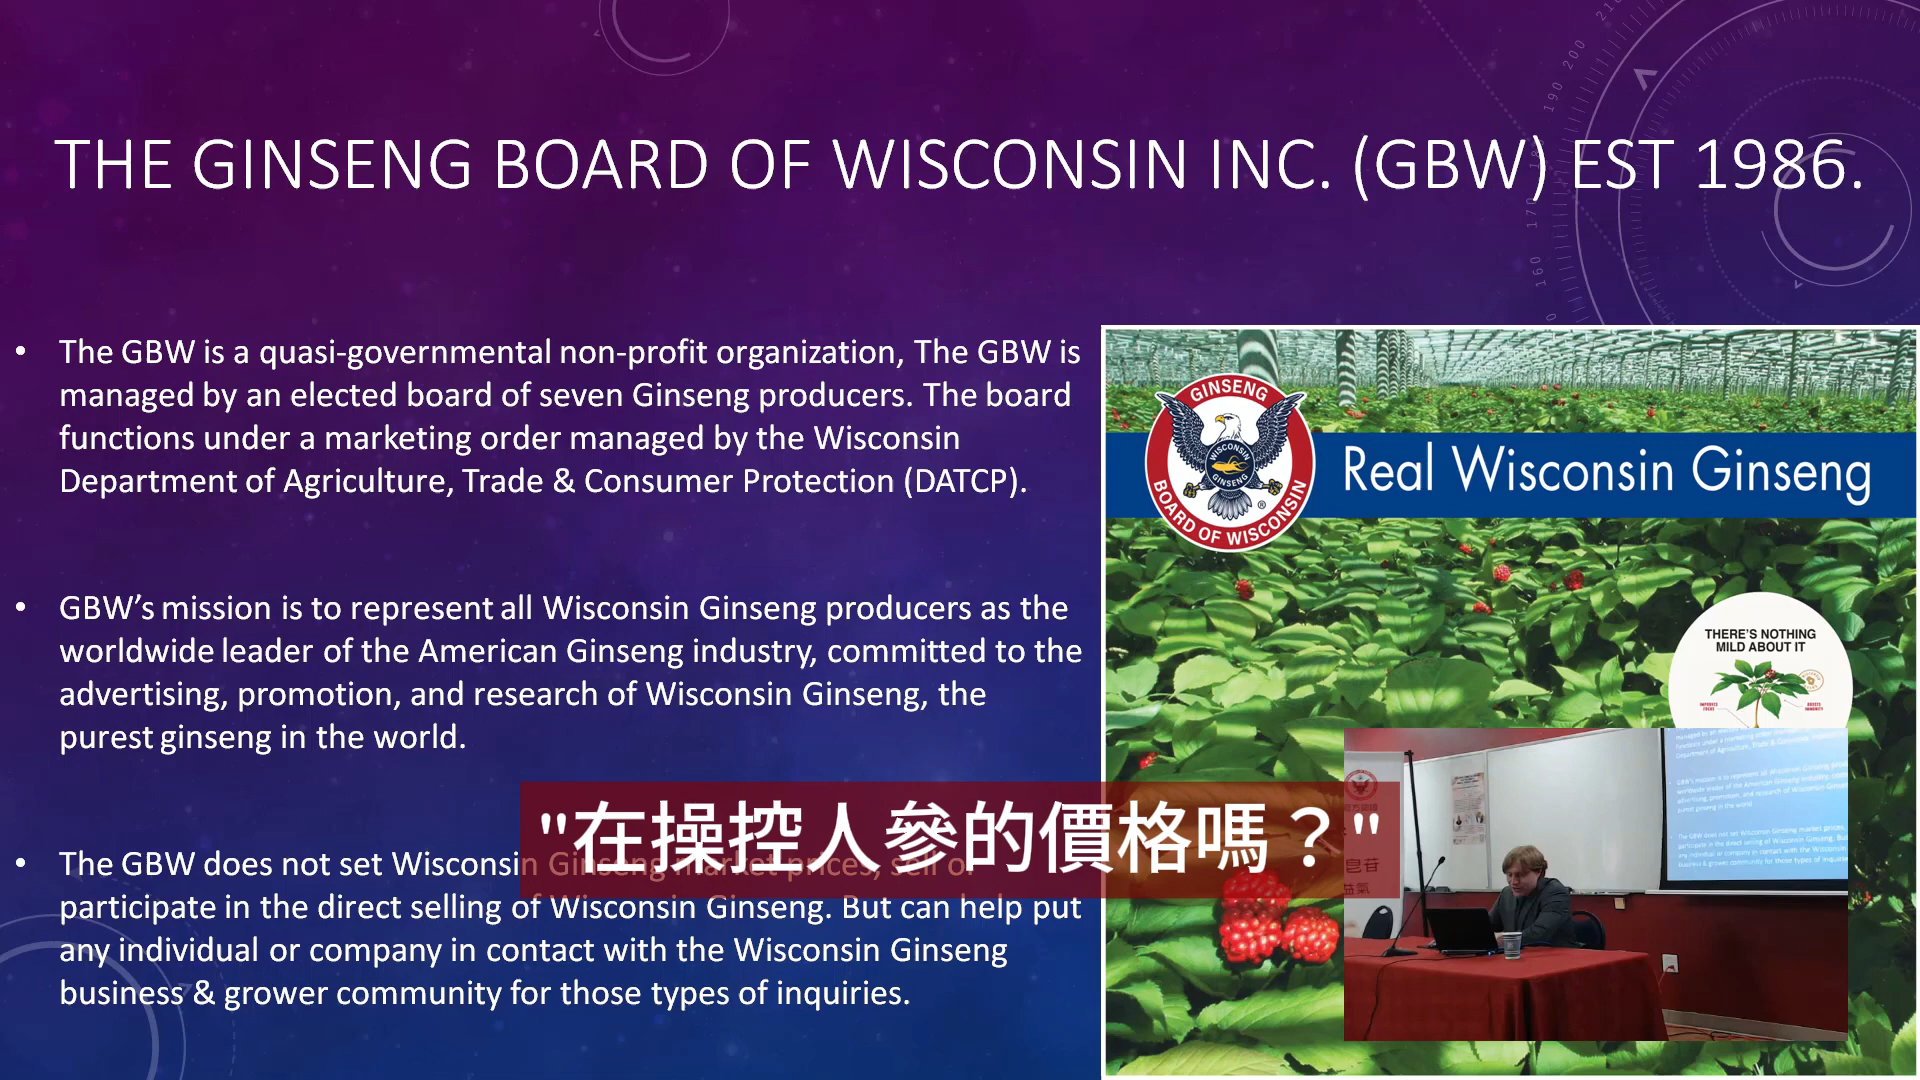 THE GINSENG BOARD OF WISCONSIN INC. (GBW) EST 1986.
• The GBW is a quasi-governmental non-profit organization, The GBW is
managed by an elected board of seven Ginseng producers. The board
functions under a marketing order managed by the Wisconsin
Department of Agriculture, Trade & Consumer Protection (DATCP).
• GBW's mission is to represent all Wisconsin Ginseng producers as the
worldwide leader of the American Ginseng industry, committed to the
advertising, promotion, and research of Wisconsin Ginseng, the
purest ginseng in the world.
• The GBW does not set Wisconsin Ginseng market prices, sell or
participate in the direct selling of Wisconsin Ginseng. But can help put
any individual or company in contact with the Wisconsin Ginseng
business & grower community for those types of inquiries.
GINSENG
BOARD OF WISCONSIN
WISCONSIN
GINSENG
®
Real Wisconsin Ginseng
THERE'S NOTHING
MILD ABOUT IT
"在操控人參的價格嗎？"
210
200
190
170
160